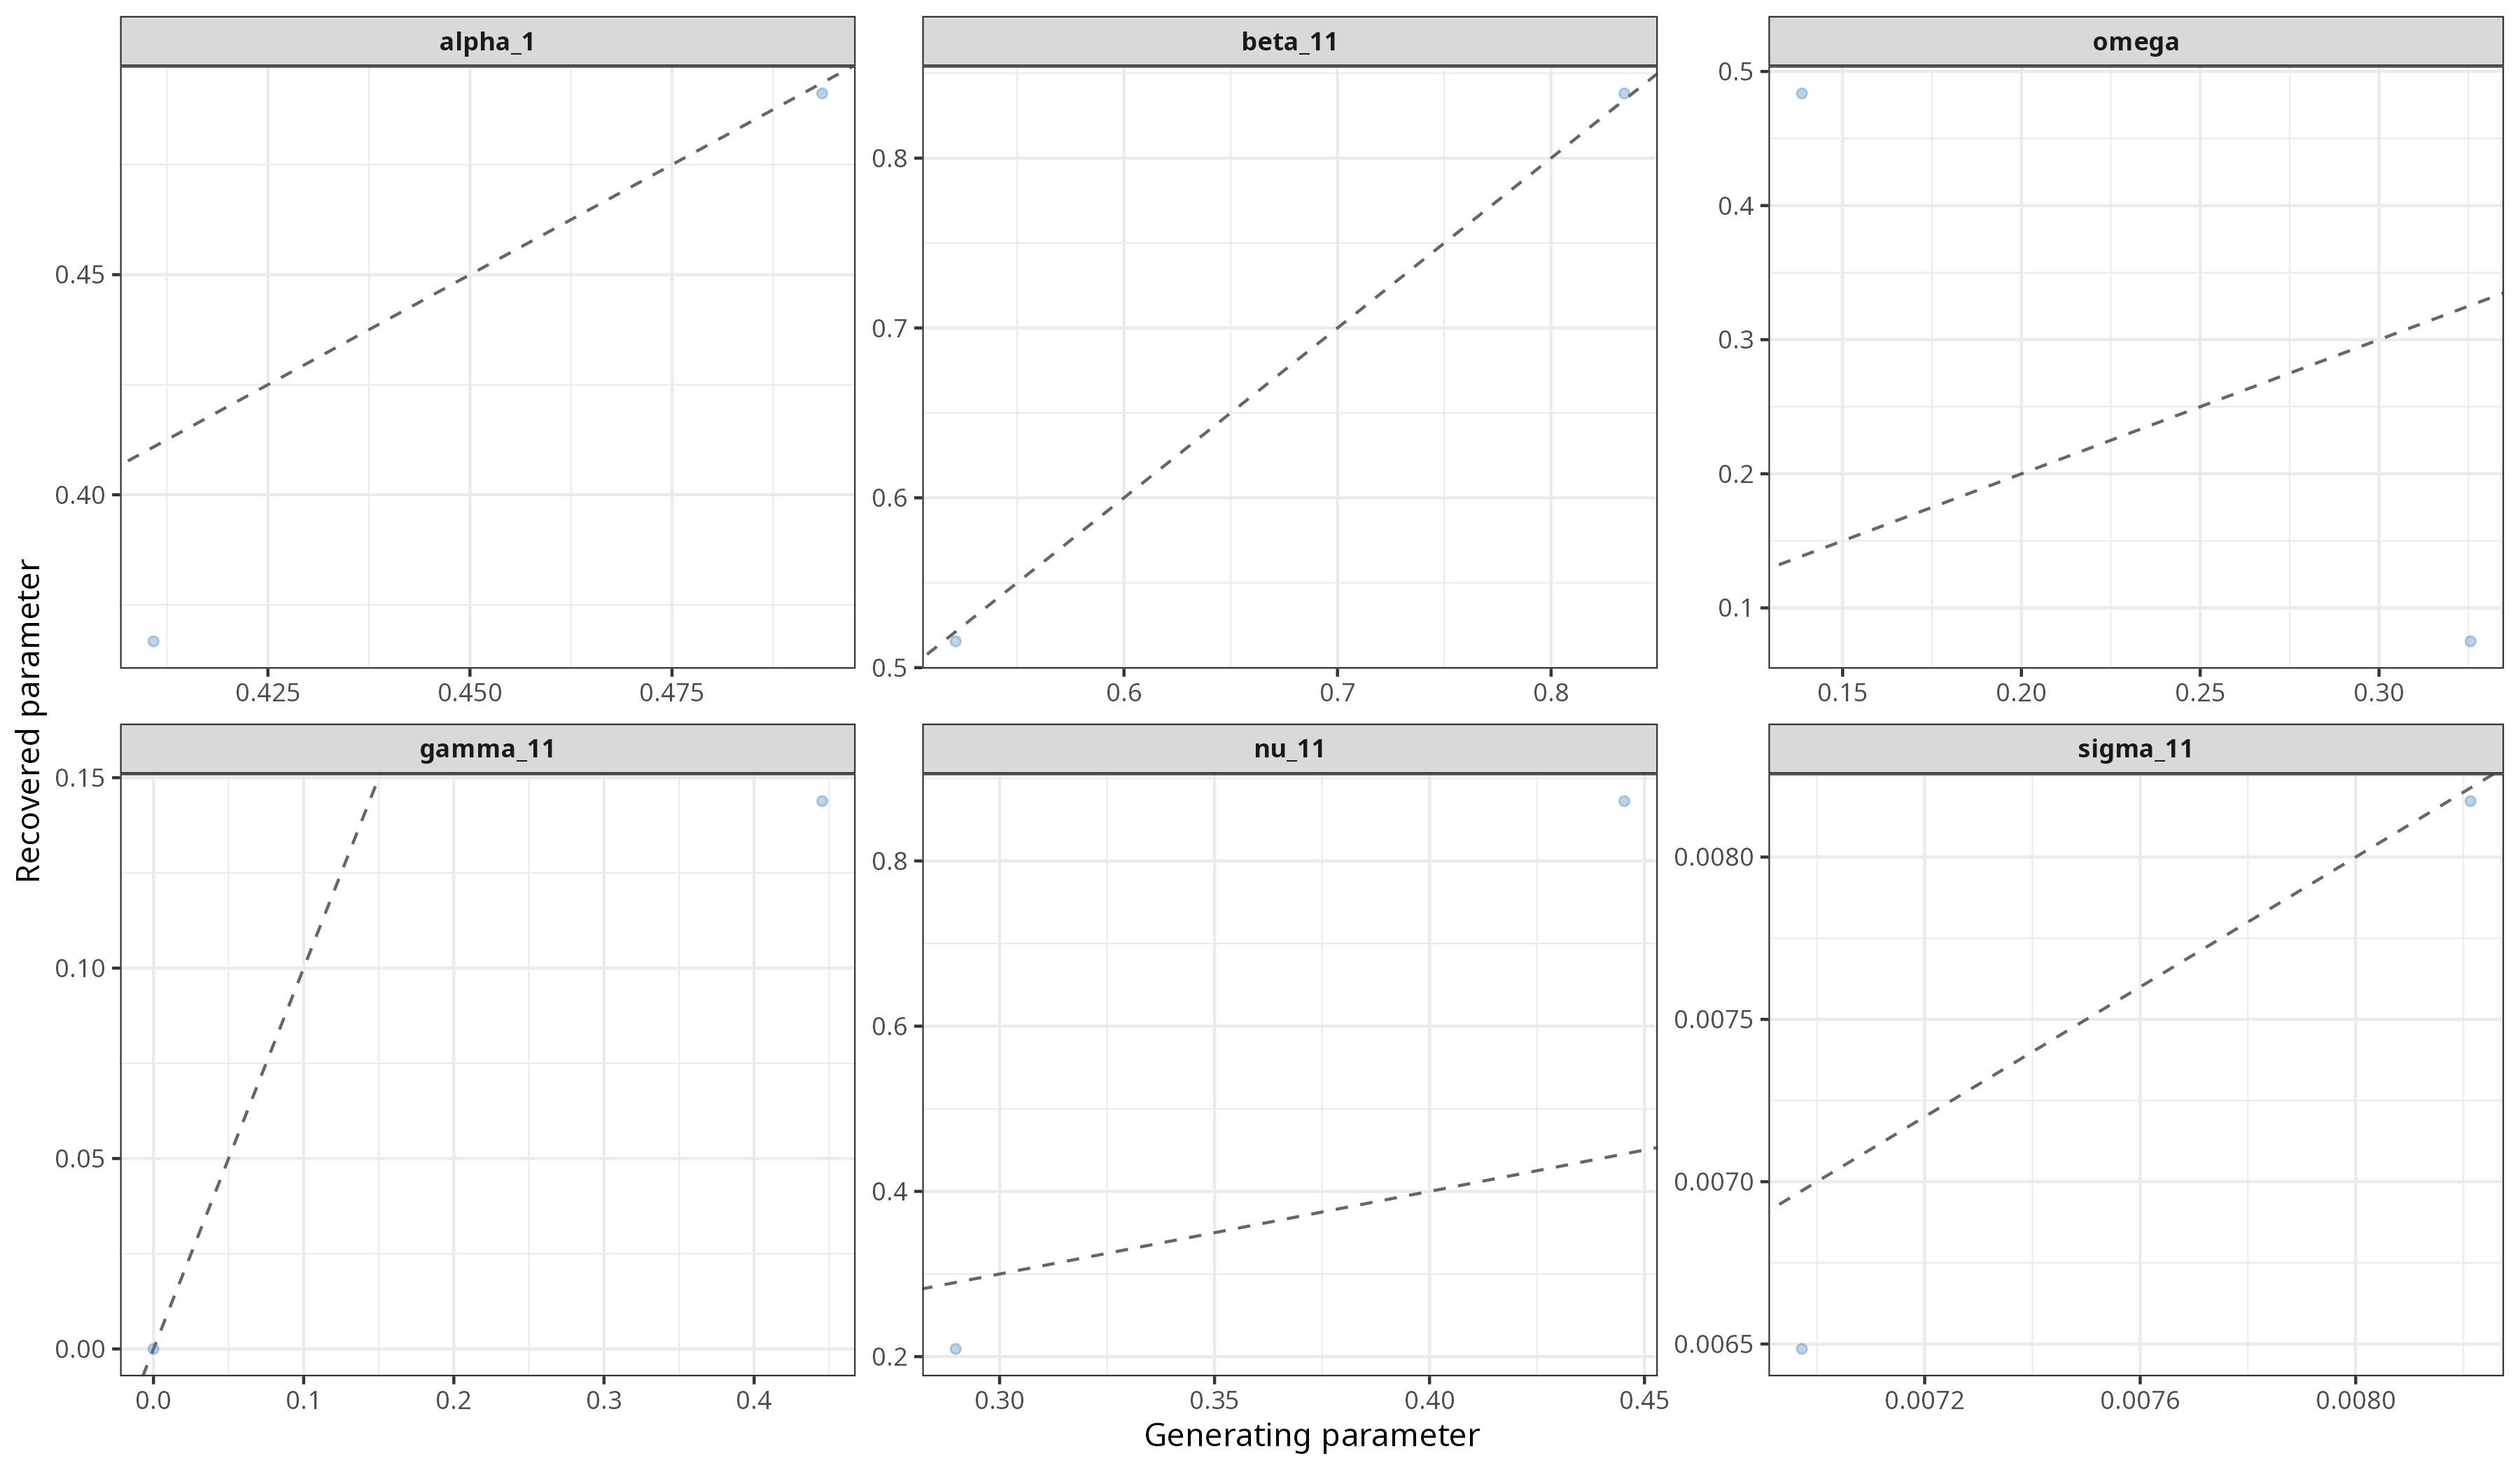 alpha_1 beta_11 omega
0.45
0.40
0.425 0.450 0.475
0.8
0.7
0.6
0.5
0.6 0.7 0.8
0.5
0.4
0.3
0.2
0.1
0.15 0.20 0.25 0.30
Recovered parameter
gamma_11 nu_11 sigma_11
0.15
0.10
0.05
0.00
0.0 0.1 0.2 0.3 0.4
0.8
0.6
0.4
0.2
0.30 0.35 0.40 0.45
0.0080
0.0075
0.0070
0.0065
0.0072 0.0076 0.0080
Generating parameter